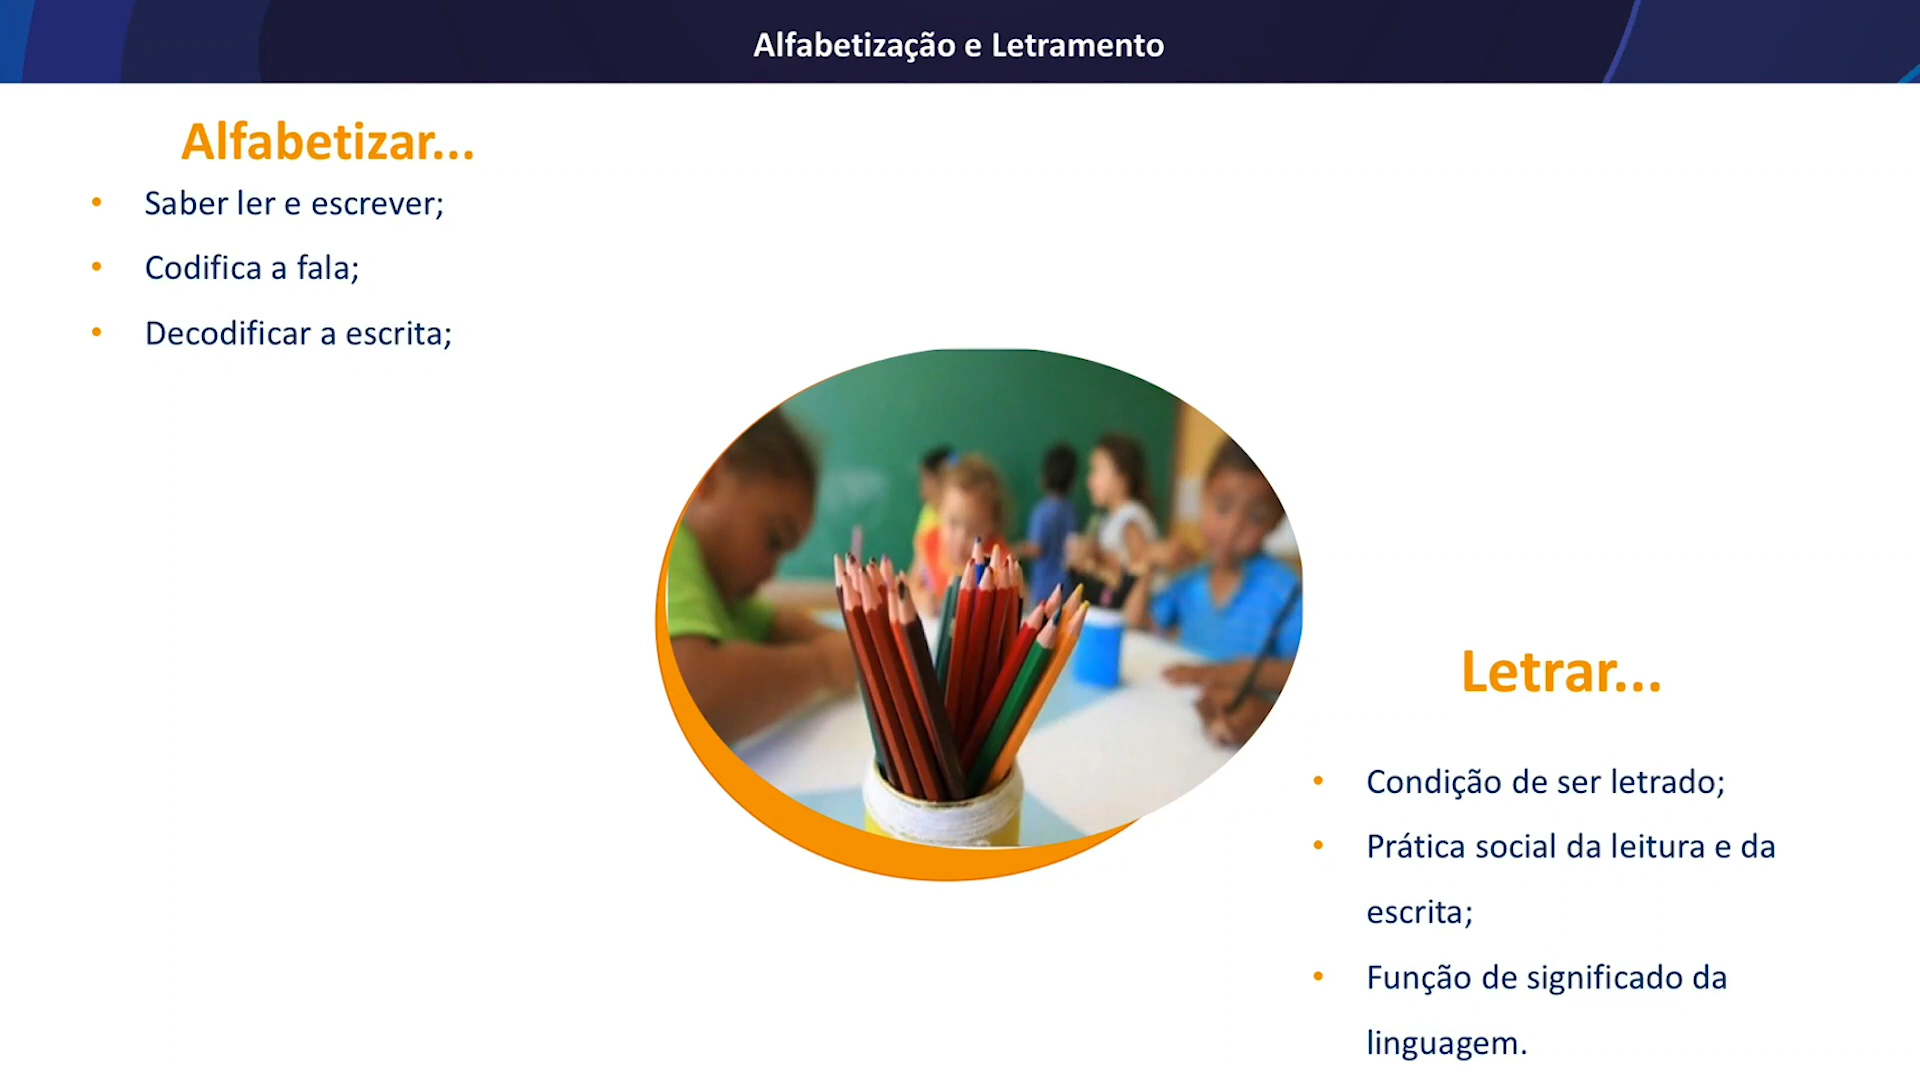 Alfabetização e Letramento
Alfabetizar...
• Saber ler e escrever;
• Codifica a fala;
• Decodificar a escrita;
Letrar...
• Condição de ser letrado;
• Prática social da leitura e da
escrita;
• Função de significado da
linguagem.